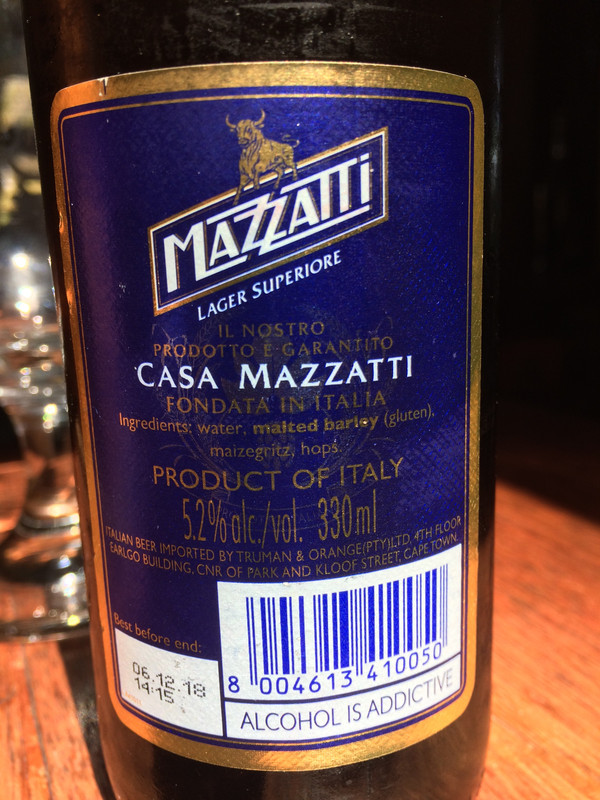 MAZZATTI
LAGER SUPERIORE
IL NOSTRO
PRODOTTO È GARANTITO
CASA MAZZATTI
FONDATA IN ITALIA
Ingredients: water, malted barley (gluten),
maizegritz, hops.
PRODUCT OF ITALY
5.2% alc./vol. 330ml
ITALIAN BEER IMPORTED BY TRUMAN & ORANGE(PTY)LTD, 4TH FLOOR
EARLGO BUILDING, CNR OF PARK AND KLOOF STREET, CAPE TOWN.
Best before end:
06.12.18
14:15
8 004613 410050
ALCOHOL IS ADDICTIVE